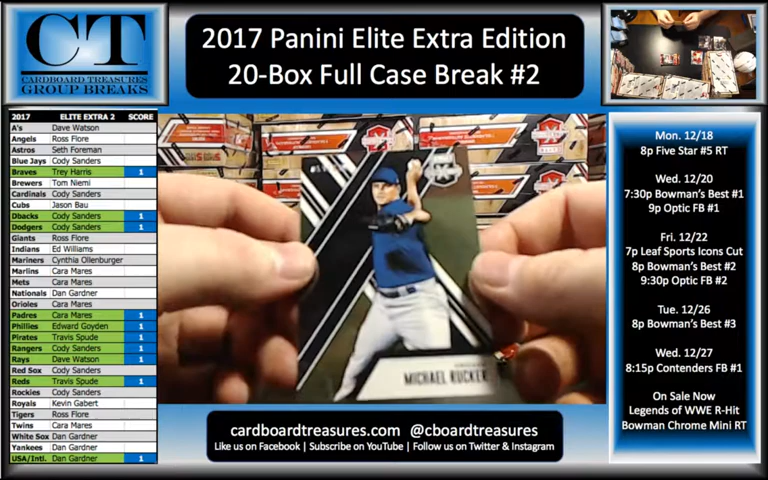 CT
CARDBOARD TREASURES
GROUP BREAKS
2017 Panini Elite Extra Edition
20-Box Full Case Break #2
2017 ELITE EXTRA 2 SCORE
A's Dave Watson
Angels Ross Flore
Astros Seth Foreman
Blue Jays Cody Sanders
Braves Trey Harris 1
Brewers Tom Niemi
Cardinals Cody Sanders
Cubs Jason Bau
Dbacks Cody Sanders 1
Dodgers Cody Sanders 1
Giants Ross Flore
Indians Ed Williams
Mariners Cynthia Ollenburger
Marlins Cara Mares
Mets Cara Mares
Nationals Dan Gardner
Orioles Cara Mares
Padres Cara Mares 1
Phillies Edward Goyden 1
Pirates Travis Spude 1
Rangers Cody Sanders 1
Rays Dave Watson 1
Red Sox Cody Sanders
Reds Travis Spude 1
Rockies Cody Sanders
Royals Kevin Gabert
Tigers Ross Flore
Twins Cara Mares
White Sox Dan Gardner
Yankees Dan Gardner
USA/Intl. Dan Gardner 1
MICHAEL RUCKER
Mon. 12/18
8p Five Star #5 RT
Wed. 12/20
7:30p Bowman's Best #1
9p Optic FB #1
Fri. 12/22
7p Leaf Sports Icons Cut
8p Bowman's Best #2
9:30p Optic FB #2
Tue. 12/26
8p Bowman's Best #3
Wed. 12/27
8:15p Contenders FB #1
On Sale Now
Legends of WWE R-Hit
Bowman Chrome Mini RT
cardboardtreasures.com @cboardtreasures
Like us on Facebook | Subscribe on YouTube | Follow us on Twitter & Instagram